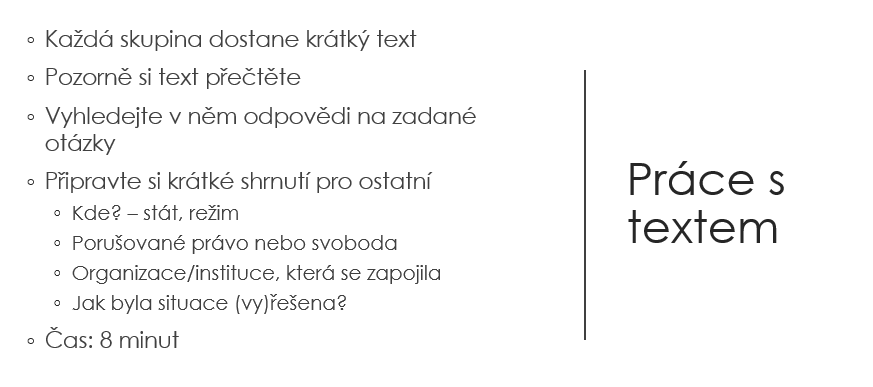 ◦ Každá skupina dostane krátký text
◦ Pozorně si text přečtěte
◦ Vyhledejte v něm odpovědi na zadané
otázky
◦ Připravte si krátké shrnutí pro ostatní
◦ Kde? – stát, režim
◦ Porušované právo nebo svoboda
◦ Organizace/instituce, která se zapojila
◦ Jak byla situace (vy)řešena?
◦ Čas: 8 minut
Práce s
textem